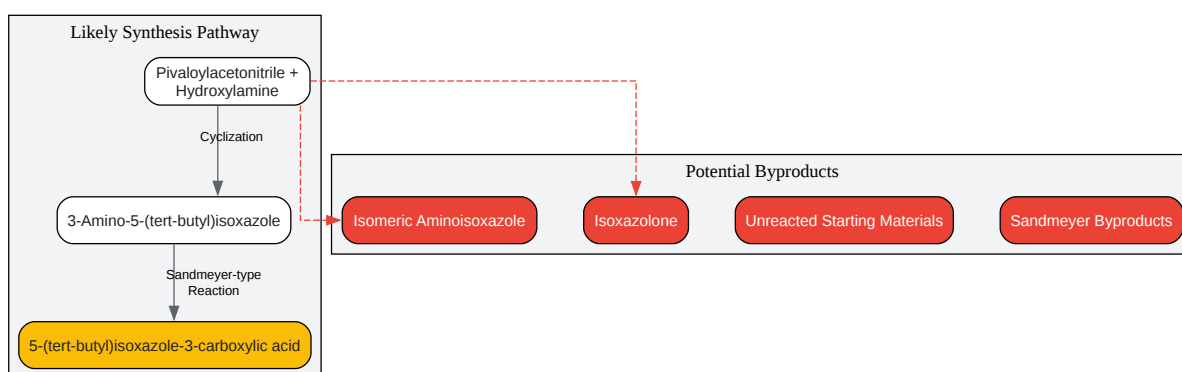 Likely Synthesis Pathway
Pivaloylacetonitrile +
Hydroxylamine
Cyclization
3-Amino-5-(tert-butyl)isoxazole
Sandmeyer-type
Reaction
5-(tert-butyl)isoxazole-3-carboxylic acid
Potential Byproducts
Isomeric Aminoisoxazole
Isoxazolone
Unreacted Starting Materials
Sandmeyer Byproducts